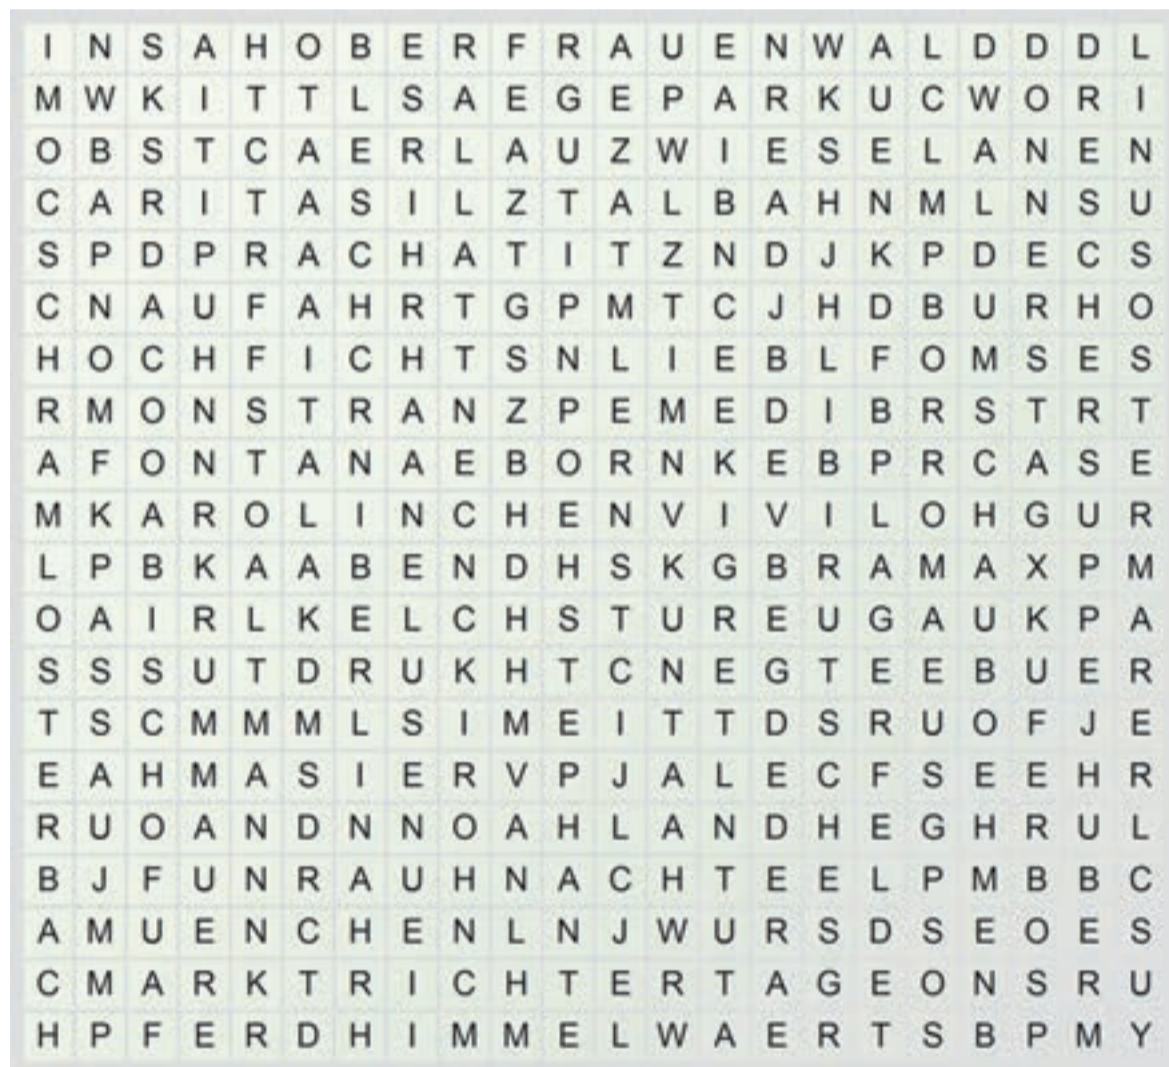 I N S A H O B E R F R A U E N W A L D D D L
M W K I T T L S A E G E P A R K U C W O R I
O B S T C A E R L A U Z W I E S E L A N E N
C A R I T A S I L Z T A L B A H N M L N S U
S P D P R A C H A T I T Z N D J K P D E C S
C N A U F A H R T G P M T C J H D B U R H O
H O C H F I C H T S N L I E B L F O M S E S
R M O N S T R A N Z P E M E D I B R S T R T
A F O N T A N A E B O R N K E B P R C A S E
M K A R O L I N C H E N V I V I L O H G U R
L P B K A A B E N D H S K G B R A M A X P M
O A I R L K E L C H S T U R E U G A U K P A
S S S U T D R U K H T C N E G T E E B U E R
T S C M M M L S I M E I T T D S R U O F J E
E A H M A S I E R V P J A L E C F S E E H R
R U O A N D N N O A H L A N D H E G H R U L
B J F U N R A U H N A C H T E E L P M B B C
A M U E N C H E N L N J W U R S D S E O E S
C M A R K T R I C H T E R T A G E O N S R U
H P F E R D H I M M E L W A E R T S B P M Y